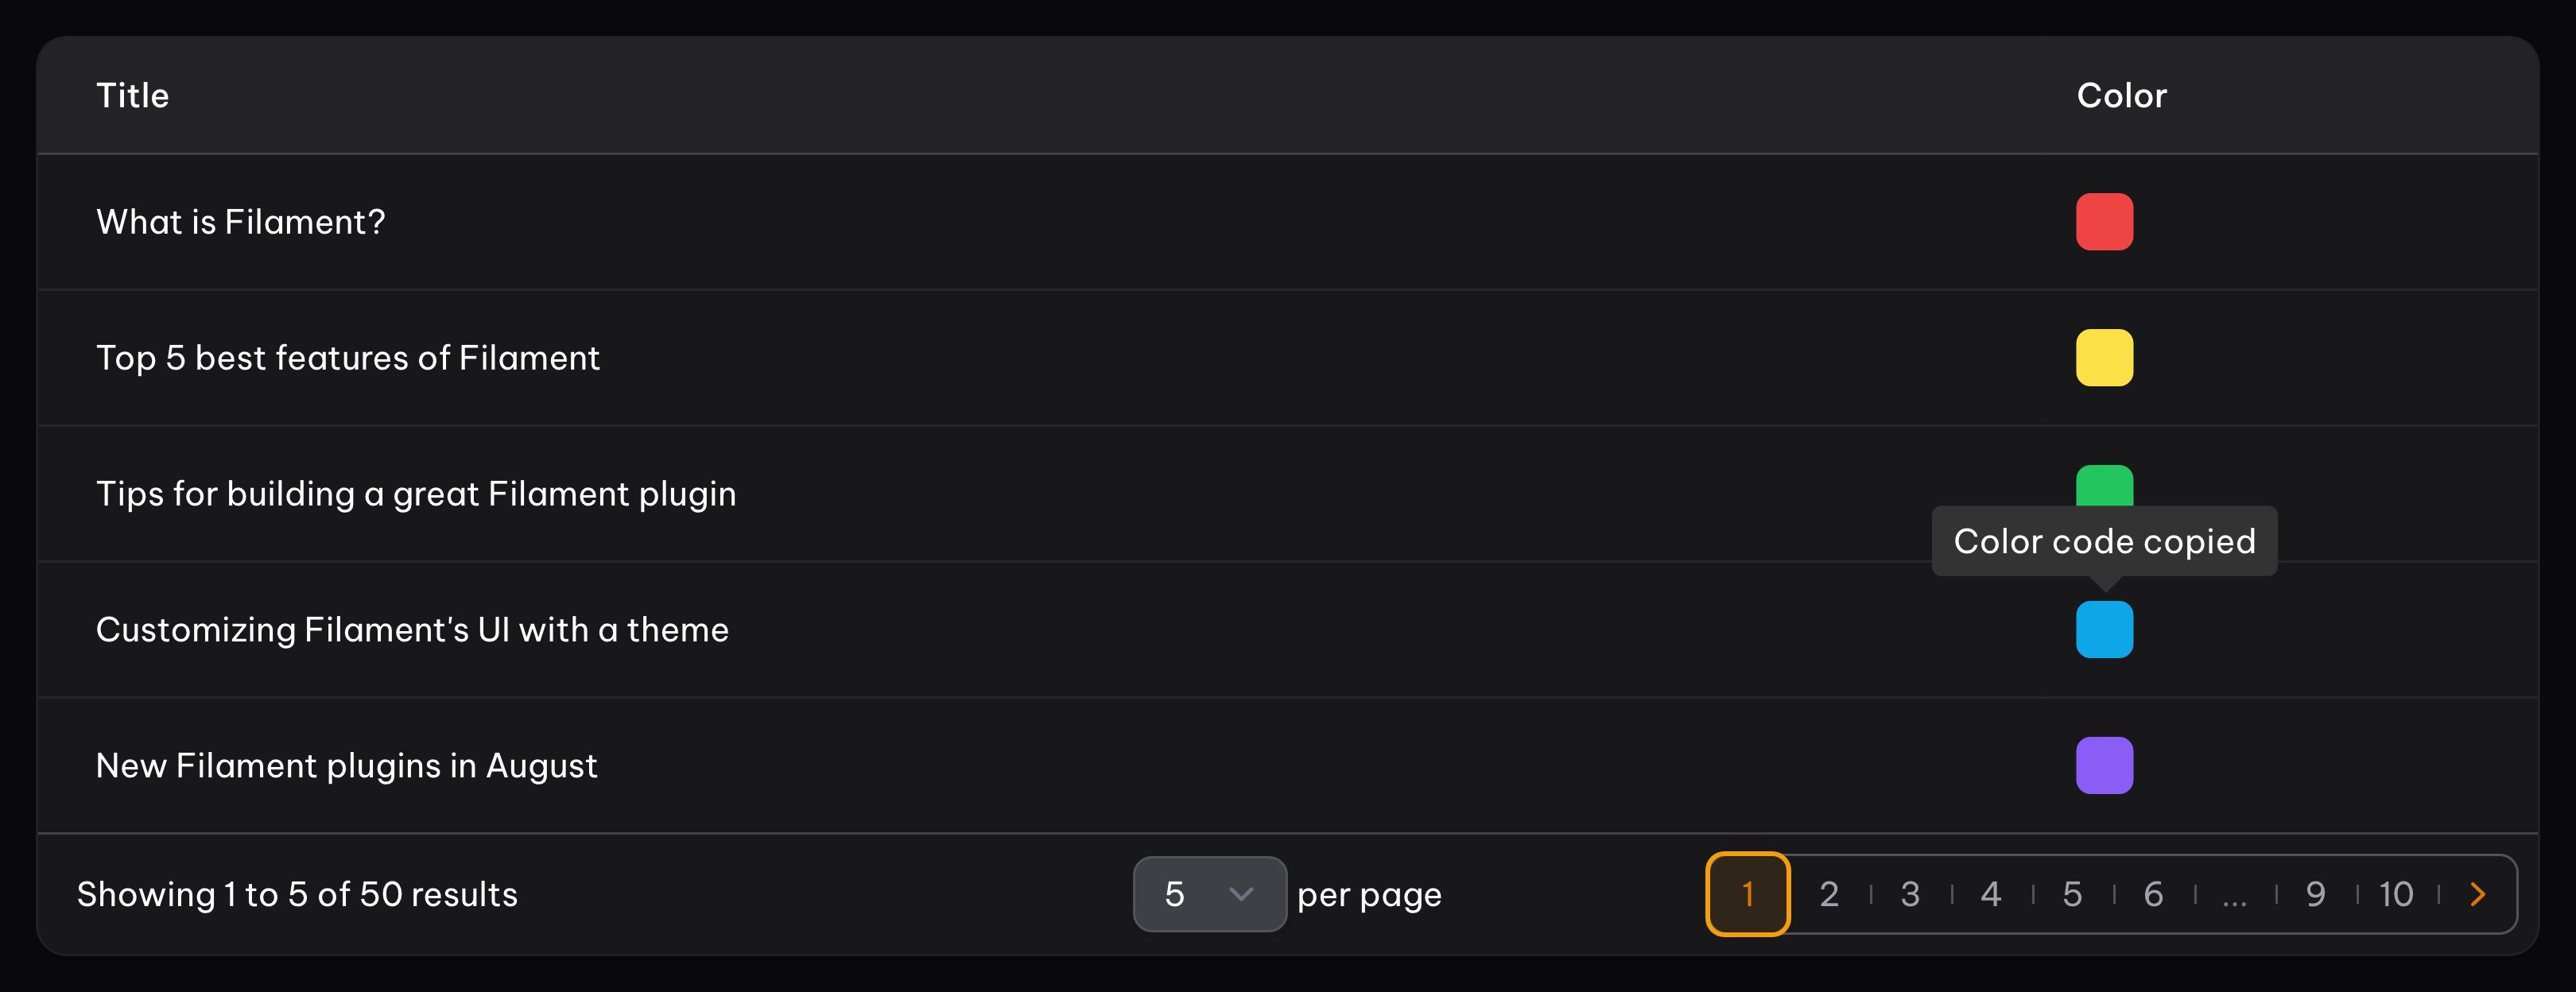 Title Color
What is Filament?
Top 5 best features of Filament
Tips for building a great Filament plugin
Color code copied
Customizing Filament's UI with a theme
New Filament plugins in August
Showing 1 to 5 of 50 results 5 per page 1 2 3 4 5 6 ... 9 10